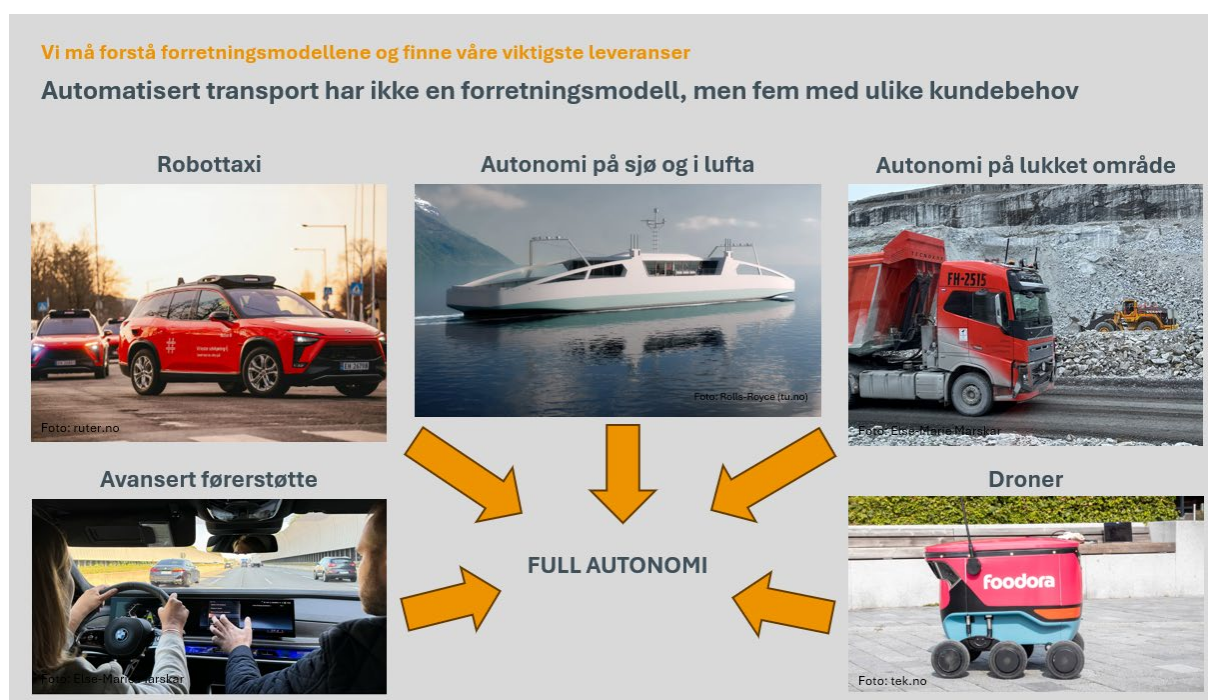 Vi må forstå forretningsmodellene og finne våre viktigste leveranser
Automatisert transport har ikke en forretningsmodell, men fem med ulike kundebehov
Robottaxi
Autonomi på sjø og i lufta
Autonomi på lukket område
FH-2515
#
Foto: ruter.no
Foto: Rolls-Royce (tu.no)
Foto: Else-Marie Marskar
Avansert førerstøtte
Droner
FULL AUTONOMI
foodora
Foto: Else-Marie Marskar
Foto: tek.no